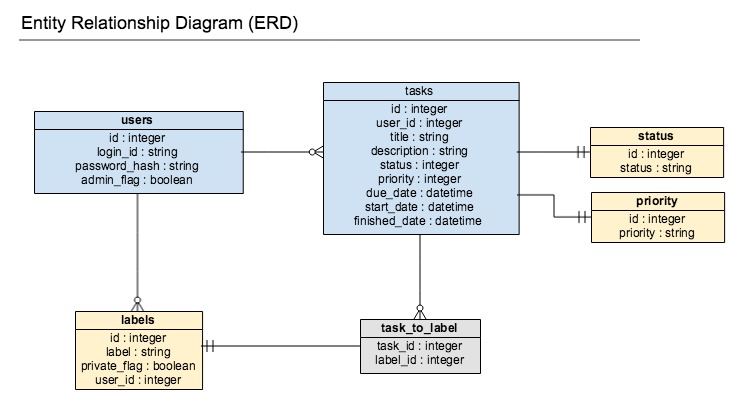 Entity Relationship Diagram (ERD)
users
id : integer
login_id : string
password_hash : string
admin_flag : boolean
tasks
id : integer
user_id : integer
title : string
description : string
status : integer
priority : integer
due_date : datetime
start_date : datetime
finished_date : datetime
status
id : integer
status : string
priority
id : integer
priority : string
labels
id : integer
label : string
private_flag : boolean
user_id : integer
task_to_label
task_id : integer
label_id : integer